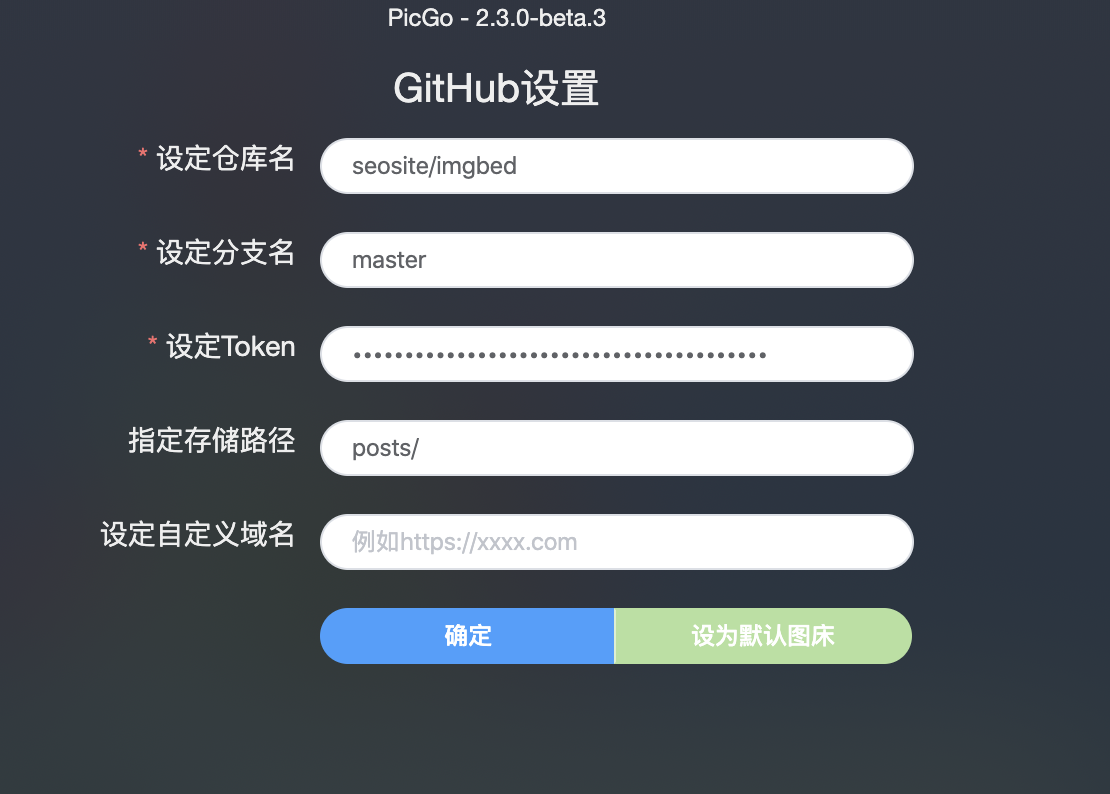 PicGo - 2.3.0-beta.3
GitHub设置
* 设定仓库名 seosite/imgbed
* 设定分支名 master
* 设定Token ••••••••••••••••••••••••••••••••••••••••
指定存储路径 posts/
设定自定义域名 例如https://xxxx.com
确定 设为默认图床